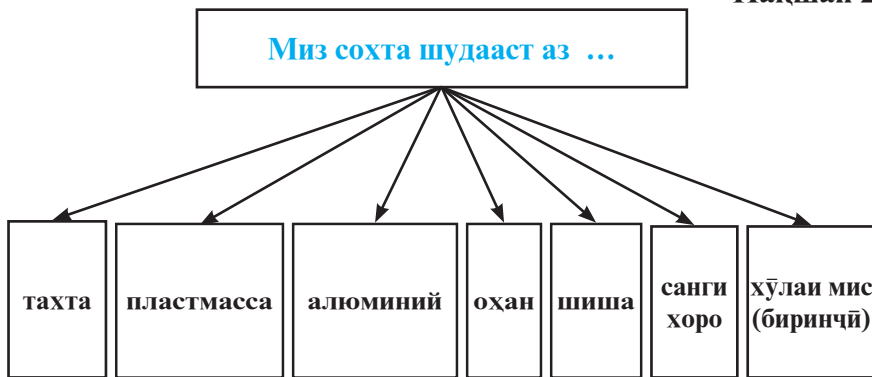 Миз сохта шудааст аз …
тахта
пластмасса
алюминий
оҳан
шиша
санги
хоро
хӯлаи мис
(биринҷӣ)